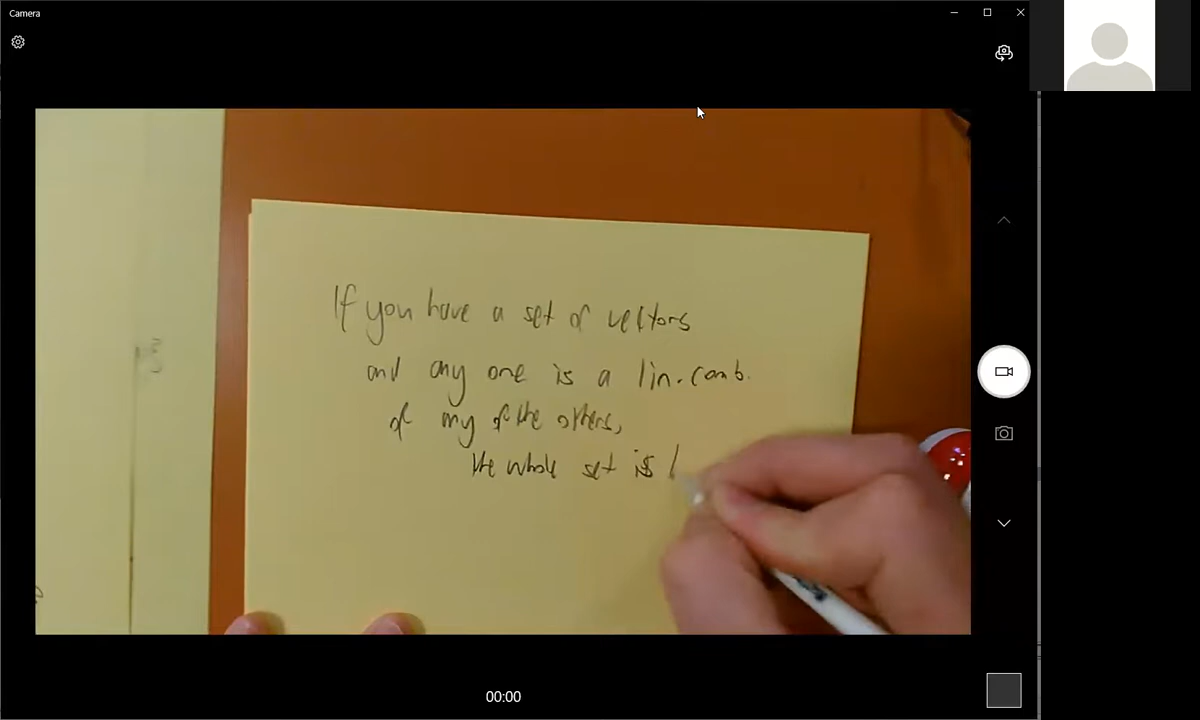 Camera
If you have a set of vectors
and any one is a lin. comb.
of any of the others,
the whole set is l
00:00